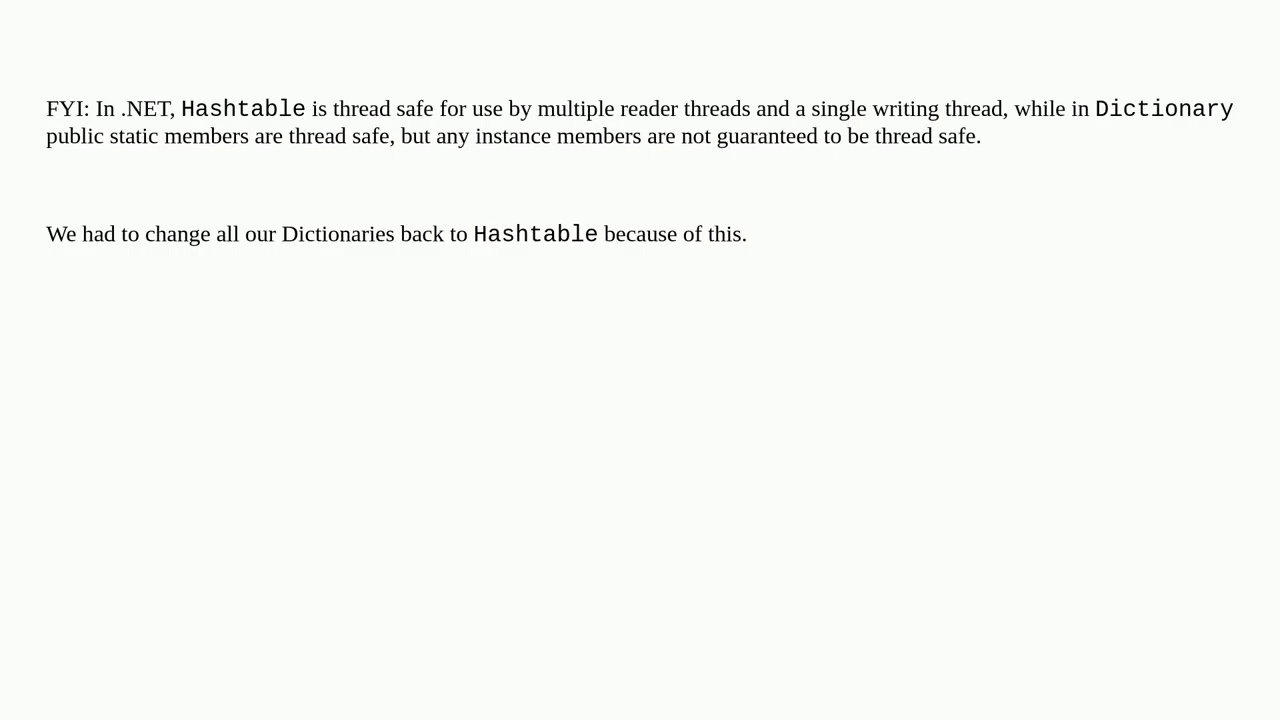 FYI: In .NET, Hashtable is thread safe for use by multiple reader threads and a single writing thread, while in Dictionary
public static members are thread safe, but any instance members are not guaranteed to be thread safe.
We had to change all our Dictionaries back to Hashtable because of this.